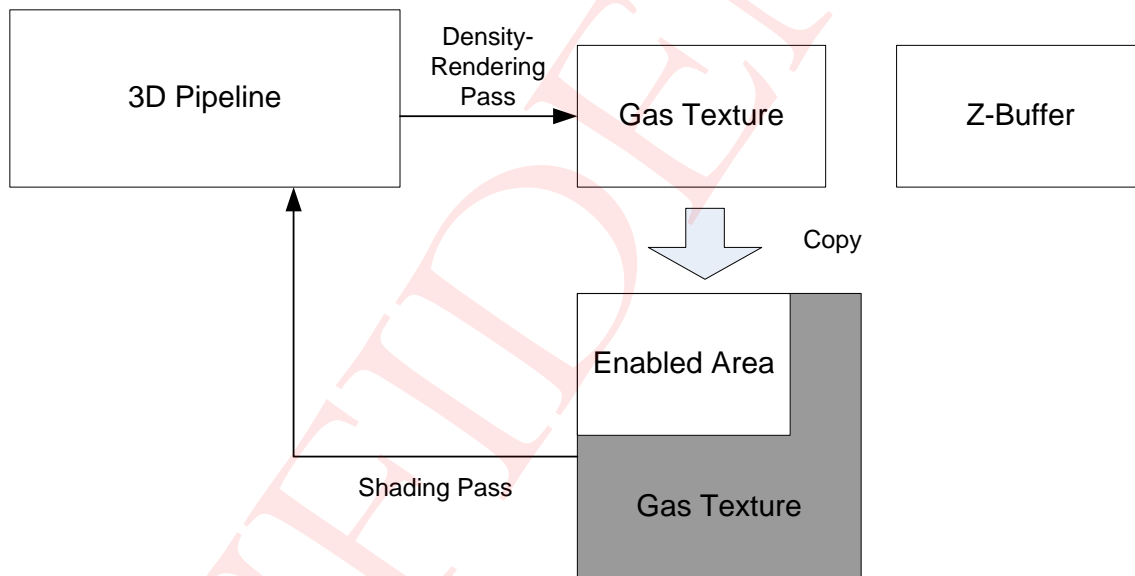 3D Pipeline
Density-
Rendering
Pass
Gas Texture
Z-Buffer
Copy
Enabled Area
Shading Pass
Gas Texture